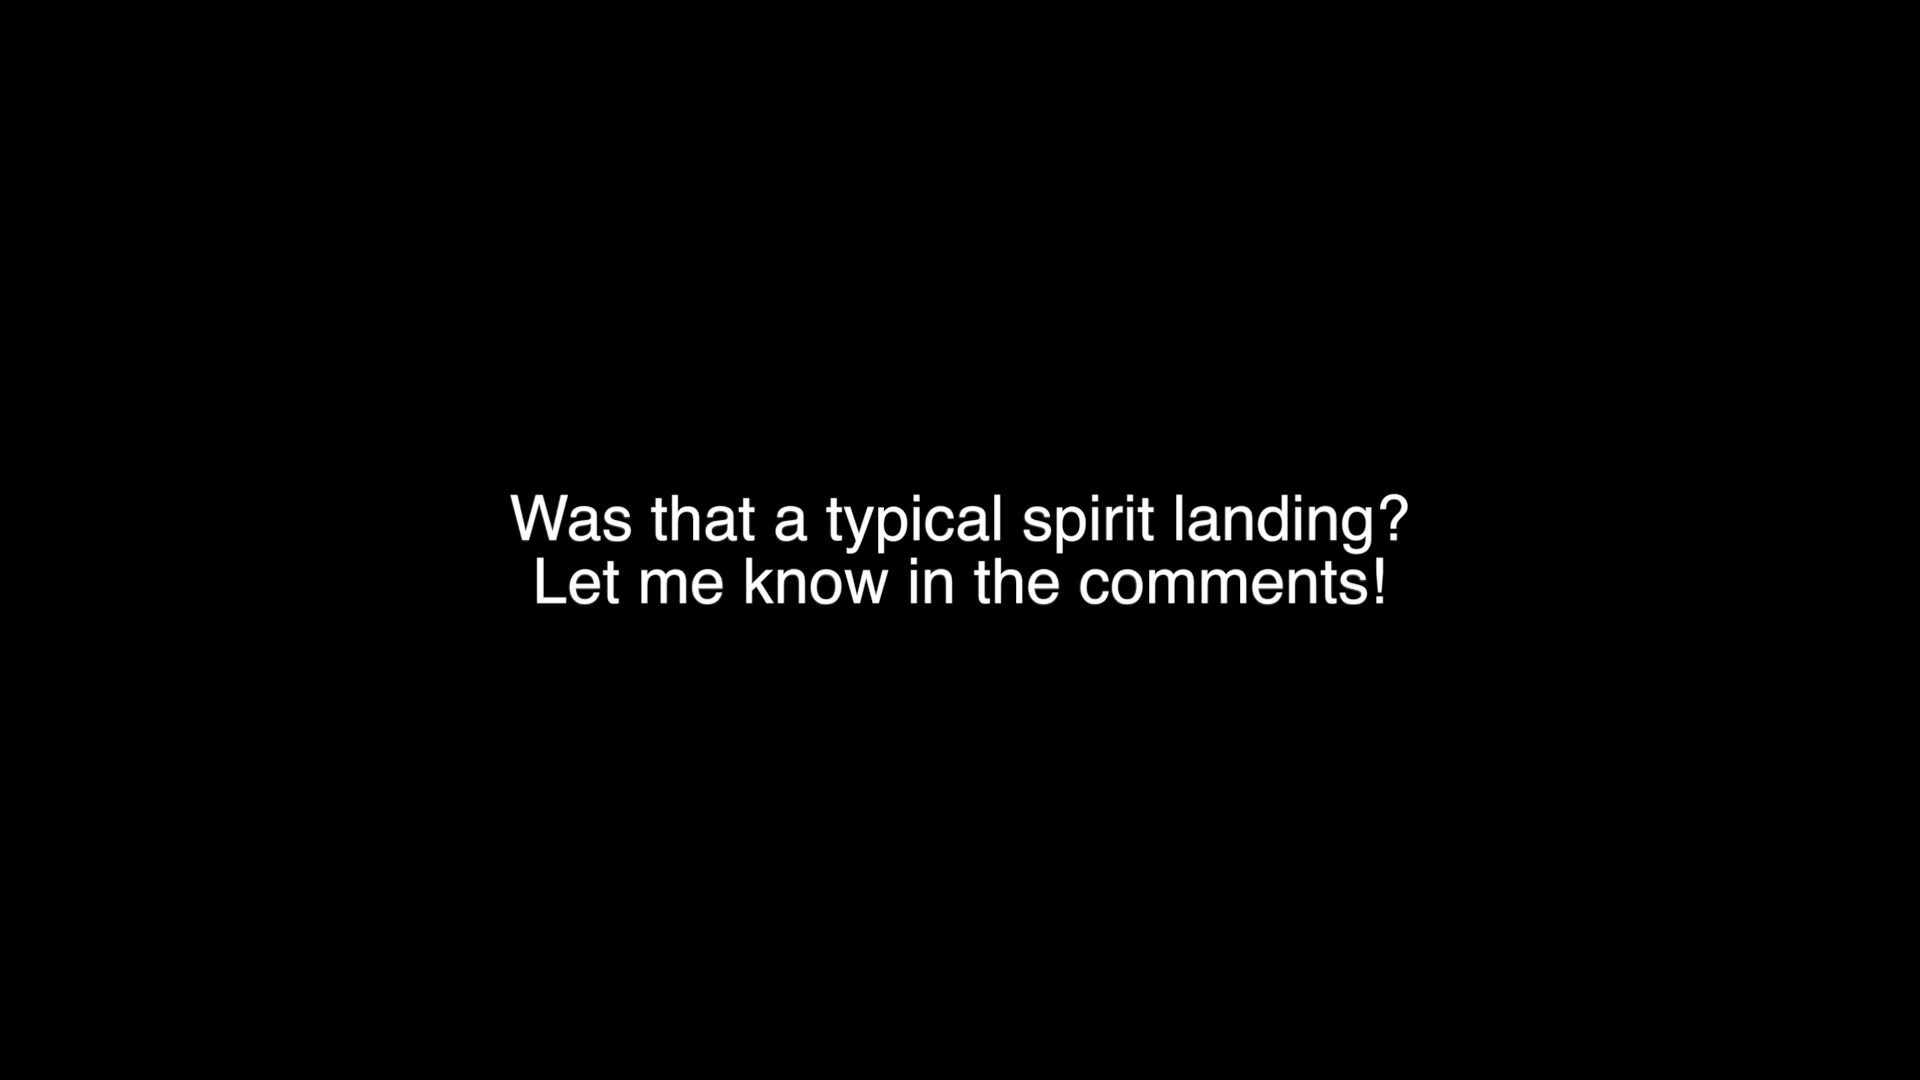 Was that a typical spirit landing?
Let me know in the comments!